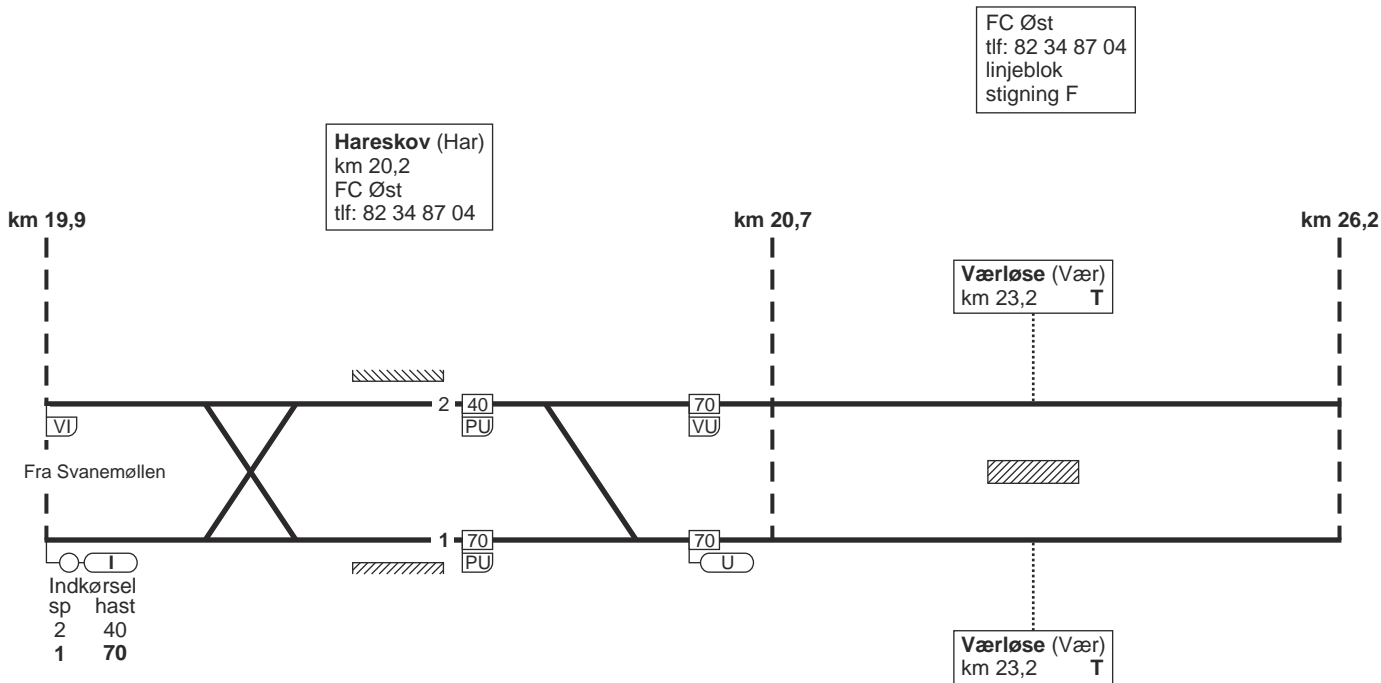 FC Øst
tlf: 82 34 87 04
linjeblok
stigning F
Hareskov (Har)
km 20,2
FC Øst
tlf: 82 34 87 04
km 19,9
km 20,7
km 26,2
Værløse (Vær)
km 23,2 T
2 40 70
VI PU VU
Fra Svanemøllen
1 70 70
I PU U
Indkørsel
sp hast
2 40
1 70
Værløse (Vær)
km 23,2 T